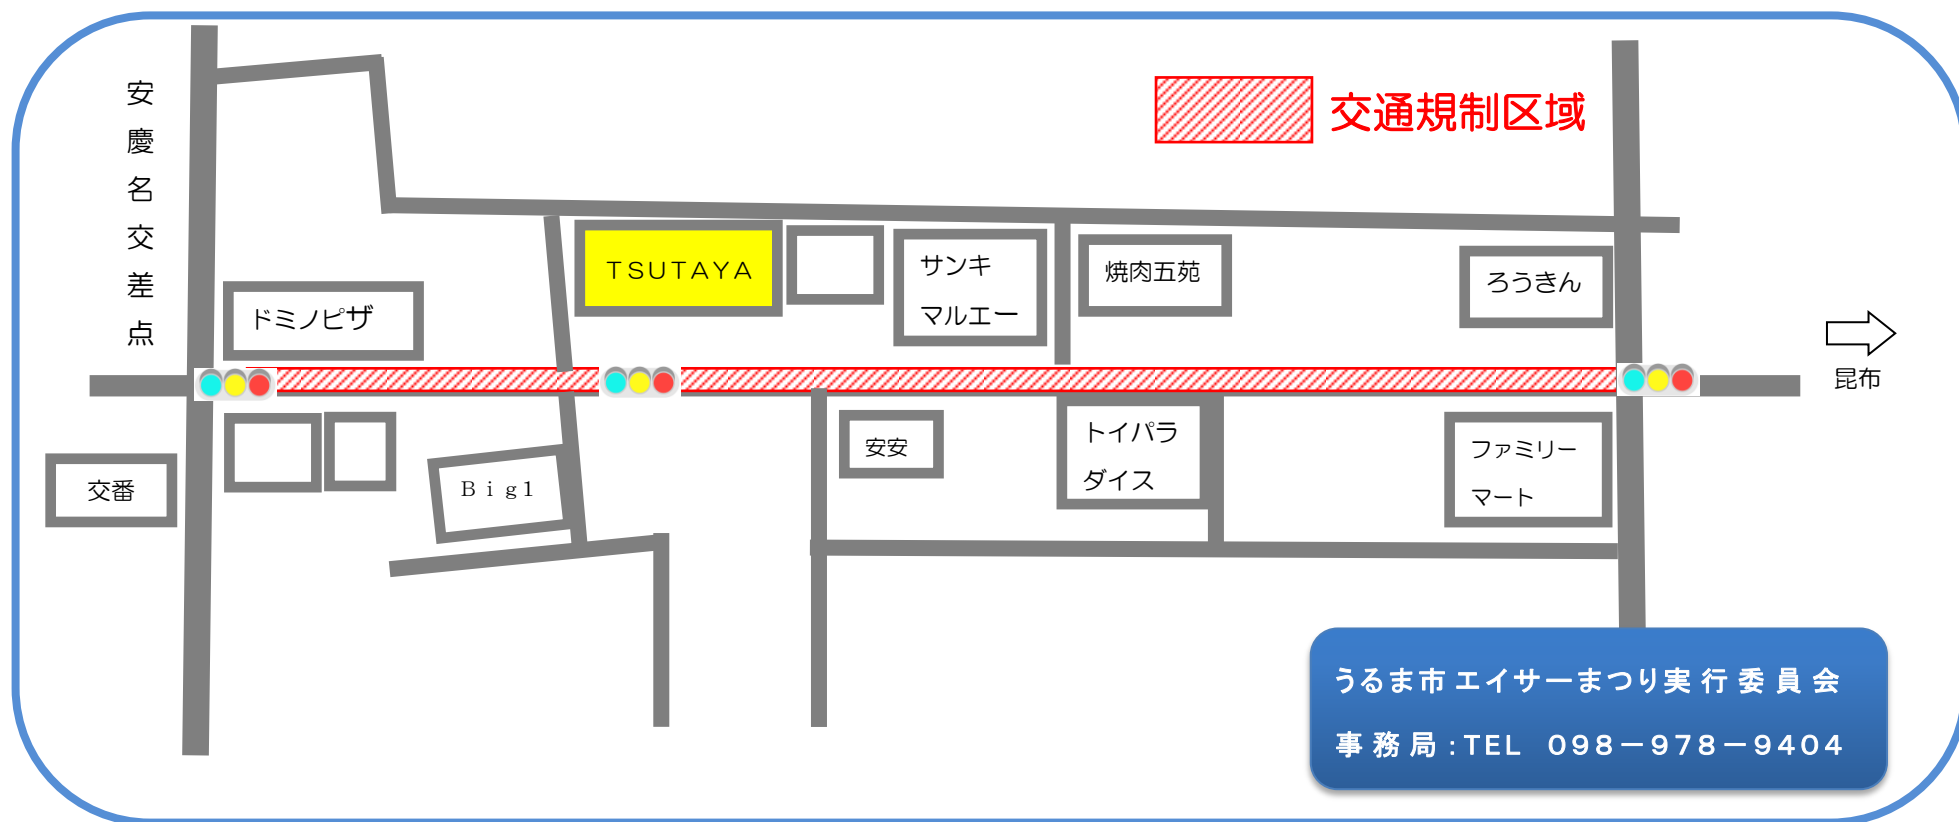 安慶名交差点
交通規制区域
TSUTAYA
サンキ
マルエー
焼肉五苑
ろうきん
ドミノピザ
昆布
交番
Big1
安安
トイパラ
ダイス
ファミリー
マート
うるま市エイサーまつり実行委員会
事務局:TEL 098－978－9404